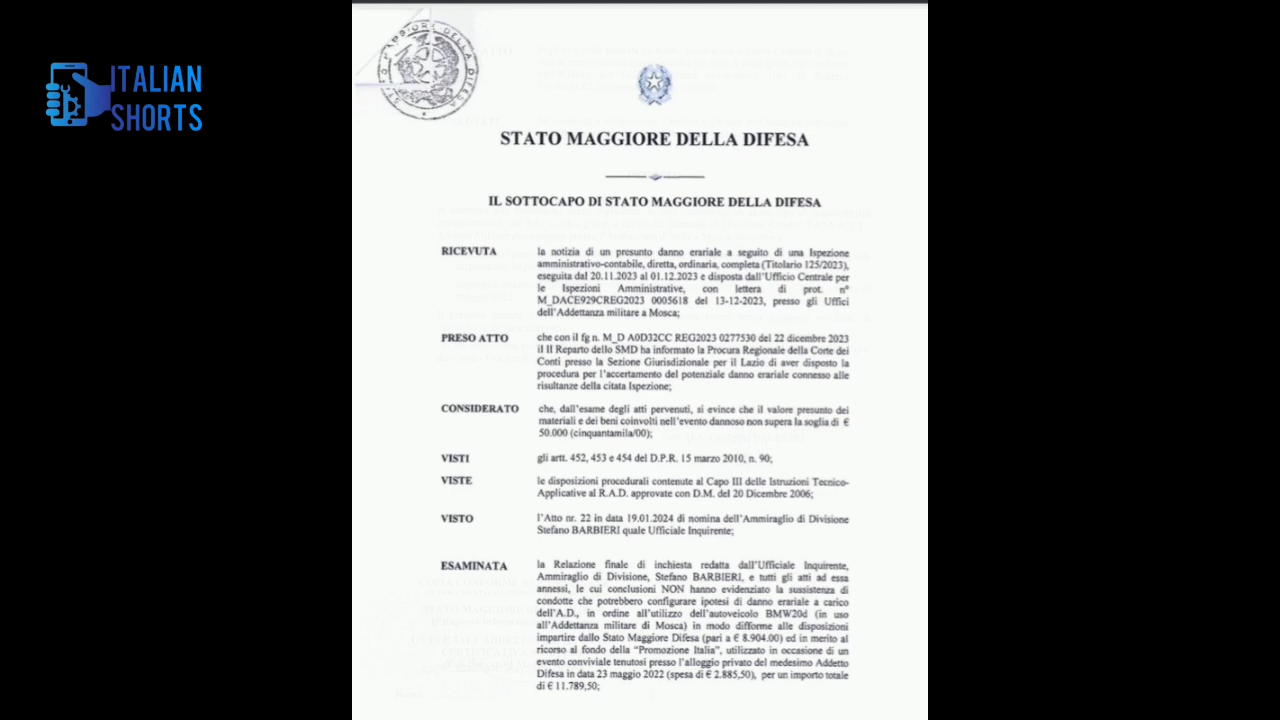 ITALIAN
SHORTS
STATO MAGGIORE DELLA DIFESA
STATO MAGGIORE DELLA DIFESA
IL SOTTOCAPO DI STATO MAGGIORE DELLA DIFESA
RICEVUTA la notizia di un presunto danno erariale a seguito di una Ispezione
amministrativo-contabile, diretta, ordinaria, completa (Titolario 125/2023),
eseguita dal 20.11.2023 al 01.12.2023 e disposta dall'Ufficio Centrale per
le Ispezioni Amministrative, con lettera di prot. n°
M_DACE929CREG2023 0005618 del 13-12-2023, presso gli Uffici
dell'Addettanza militare a Mosca;
PRESO ATTO che con il fg n. M_D A0D32CC REG2023 0277530 del 22 dicembre 2023
il II Reparto dello SMD ha informato la Procura Regionale della Corte dei
Conti presso la Sezione Giurisdizionale per il Lazio di aver disposto la
procedura per l'accertamento del potenziale danno erariale connesso alle
risultanze della citata Ispezione;
CONSIDERATO che, dall'esame degli atti pervenuti, si evince che il valore presunto dei
materiali e dei beni coinvolti nell'evento dannoso non supera la soglia di €
50.000 (cinquantamila/00);
VISTI gli artt. 452, 453 e 454 del D.P.R. 15 marzo 2010, n. 90;
VISTE le disposizioni procedurali contenute al Capo III delle Istruzioni Tecnico-
Applicative al R.A.D. approvate con D.M. del 20 Dicembre 2006;
VISTO l'Atto nr. 22 in data 19.01.2024 di nomina dell'Ammiraglio di Divisione
Stefano BARBIERI quale Ufficiale Inquirente;
ESAMINATA la Relazione finale di inchiesta redatta dall'Ufficiale Inquirente,
Ammiraglio di Divisione, Stefano BARBIERI, e tutti gli atti ad essa
annessi, le cui conclusioni NON hanno evidenziato la sussistenza di
condotte che potrebbero configurare ipotesi di danno erariale a carico
dell'A.D., in ordine all'utilizzo dell'autoveicolo BMW20d (in uso
all'Addettanza militare di Mosca) in modo difforme alle disposizioni
impartire dallo Stato Maggiore Difesa (pari a € 8.904.00) ed in merito al
ricorso al fondo della "Promozione Italia", utilizzato in occasione di un
evento conviviale tenutosi presso l'alloggio privato del medesimo Addetto
Difesa in data 23 maggio 2022 (spesa di € 2.885,50), per un importo totale
di € 11.789,50;